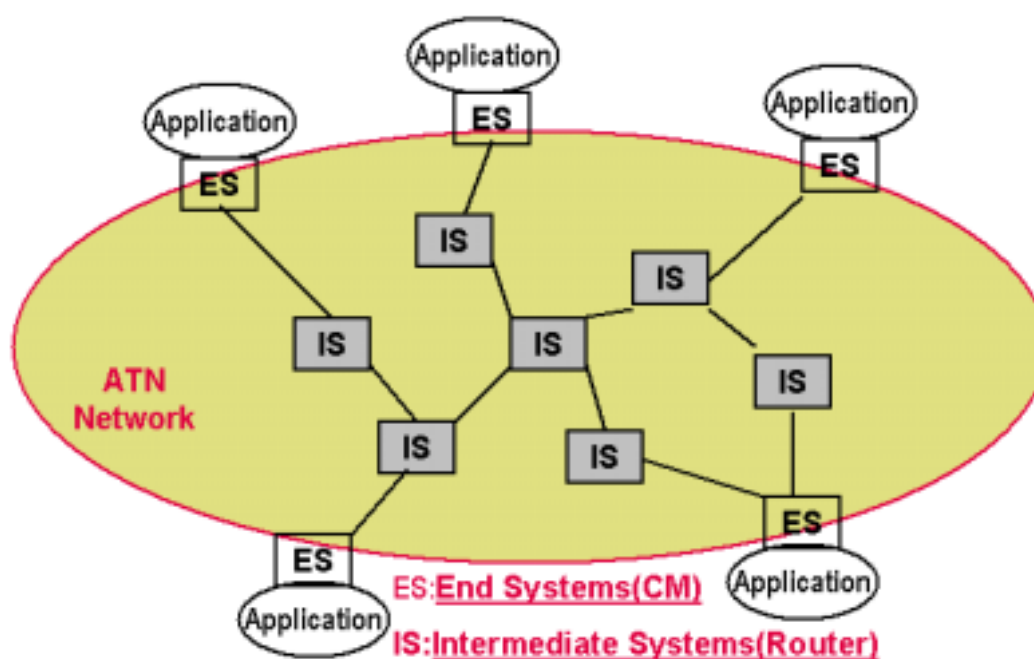 Application
ES
Application
ES
Application
ES
IS
IS
IS
IS
IS
ATN
Network
IS
IS
ES
Application
ES
Application
ES:End Systems(CM)
IS:Intermediate Systems(Router)